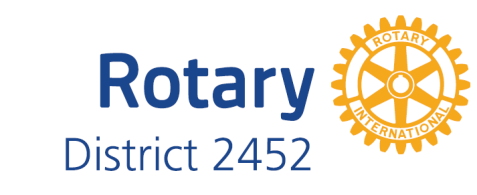 Rotary
District 2452
ROTARY
INTERNATIONAL